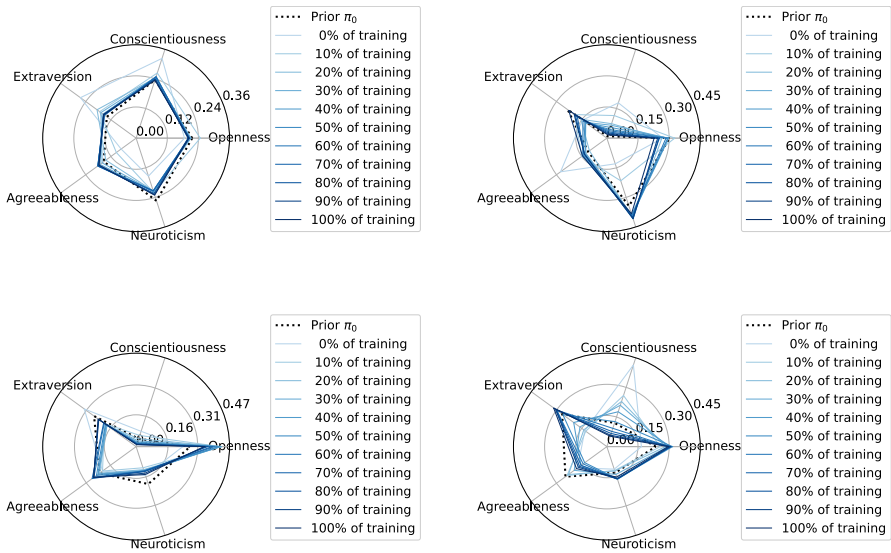 Conscientiousness
Extraversion
0.36
0.24
0.12
0.00
Openness
Agreeableness
Neuroticism
Prior π0
0% of training
10% of training
20% of training
30% of training
40% of training
50% of training
60% of training
70% of training
80% of training
90% of training
100% of training
Conscientiousness
Extraversion
0.45
0.30
0.15
0.00
Openness
Agreeableness
Neuroticism
Prior π0
0% of training
10% of training
20% of training
30% of training
40% of training
50% of training
60% of training
70% of training
80% of training
90% of training
100% of training
Conscientiousness
Extraversion
0.47
0.31
0.16
0.00
Openness
Agreeableness
Neuroticism
Prior π0
0% of training
10% of training
20% of training
30% of training
40% of training
50% of training
60% of training
70% of training
80% of training
90% of training
100% of training
Conscientiousness
Extraversion
0.45
0.30
0.15
0.00
Openness
Agreeableness
Neuroticism
Prior π0
0% of training
10% of training
20% of training
30% of training
40% of training
50% of training
60% of training
70% of training
80% of training
90% of training
100% of training